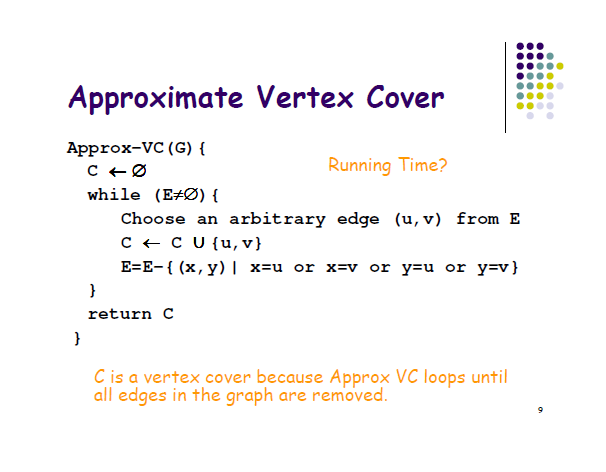 Approximate Vertex Cover
Approx-VC(G){
C ← ∅
Running Time?
while (E≠∅){
Choose an arbitrary edge (u,v) from E
C ← C U {u,v}
E=E-{(x,y)| x=u or x=v or y=u or y=v}
}
return C
}
C is a vertex cover because Approx VC loops until
all edges in the graph are removed.
9